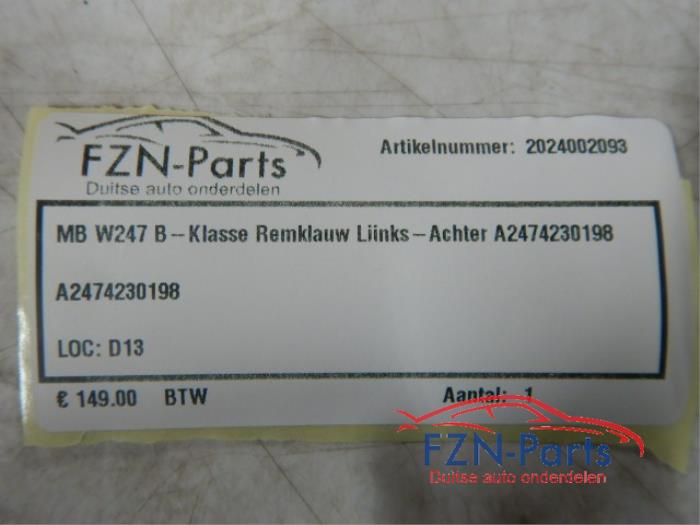 FZN-Parts
Duitse auto onderdelen
Artikelnummer: 2024002093
MB W247 B-Klasse Remklauw Liinks-Achter A2474230198
A2474230198
LOC: D13
€ 149.00 BTW
Aantal: 1
FZN-Parts
Duitse auto onderdelen